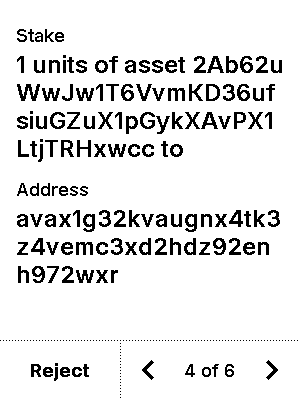 Stake
1 units of asset 2Ab62u
WwJw1T6VvmKD36uf
siuGZuX1pGykXAvPX1
LtjTRHxwcc to
Address
avax1g32kvaugnx4tk3
z4vemc3xd2hdz92en
h972wxr
Reject
4 of 6